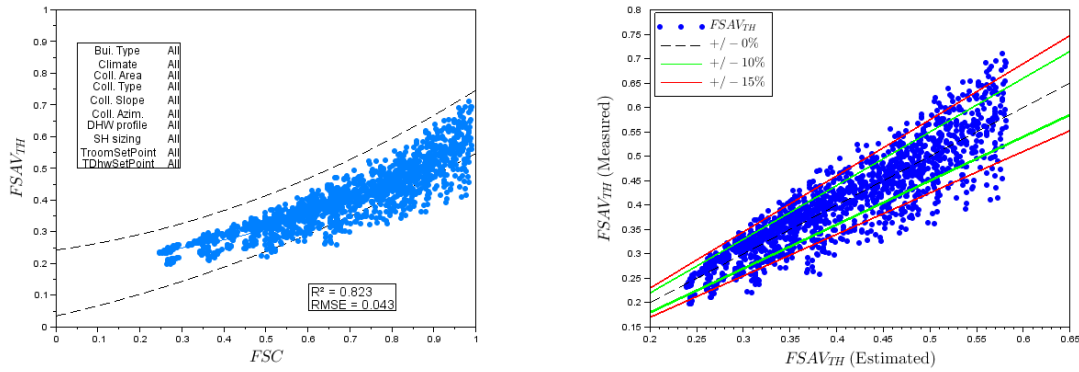 1
0.9
0.8
0.7
0.6
0.5
0.4
0.3
0.2
0.1
0
0 0.1 0.2 0.3 0.4 0.5 0.6 0.7 0.8 0.9 1
FSAV_TH
FSC
Bui. Type All
Climate All
Coll. Area All
Coll. Type All
Coll. Slope All
Coll. Azim. All
DHW profile All
SH sizing All
TroomSetPoint All
TDhwSetPoint All
R² = 0.823
RMSE = 0.043
0.8
0.75
0.7
0.65
0.6
0.55
0.5
0.45
0.4
0.35
0.3
0.25
0.2
0.15
0.2 0.25 0.3 0.35 0.4 0.45 0.5 0.55 0.6 0.65
FSAV_TH (Measured)
FSAV_TH (Estimated)
FSAV_TH
+/ − 0%
+/ − 10%
+/ − 15%